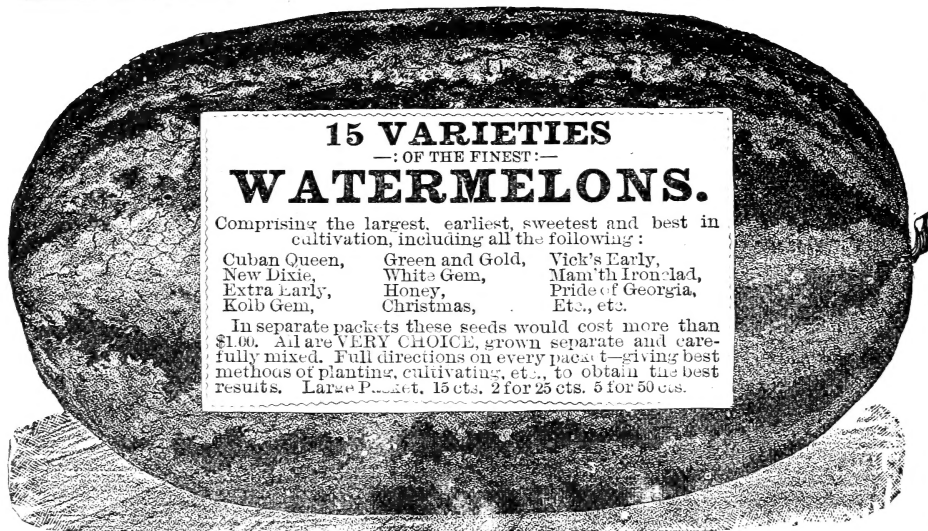 15 VARIETIES
—: OF THE FINEST :—
WATERMELONS.
Comprising the largest, earliest, sweetest and best in
cultivation, including all the following :
Cuban Queen, Green and Gold, Vick's Early,
New Dixie, White Gem, Mam'th Ironclad,
Extra Early, Honey, Pride of Georgia,
Kolb Gem, Christmas, Etc., etc.
In separate packets these seeds would cost more than
$1.00. All are VERY CHOICE, grown separate and care-
fully mixed. Full directions on every packet—giving best
methods of planting, cultivating, etc., to obtain the best
results. Large Packet, 15 cts. 2 for 25 cts. 5 for 50 cts.